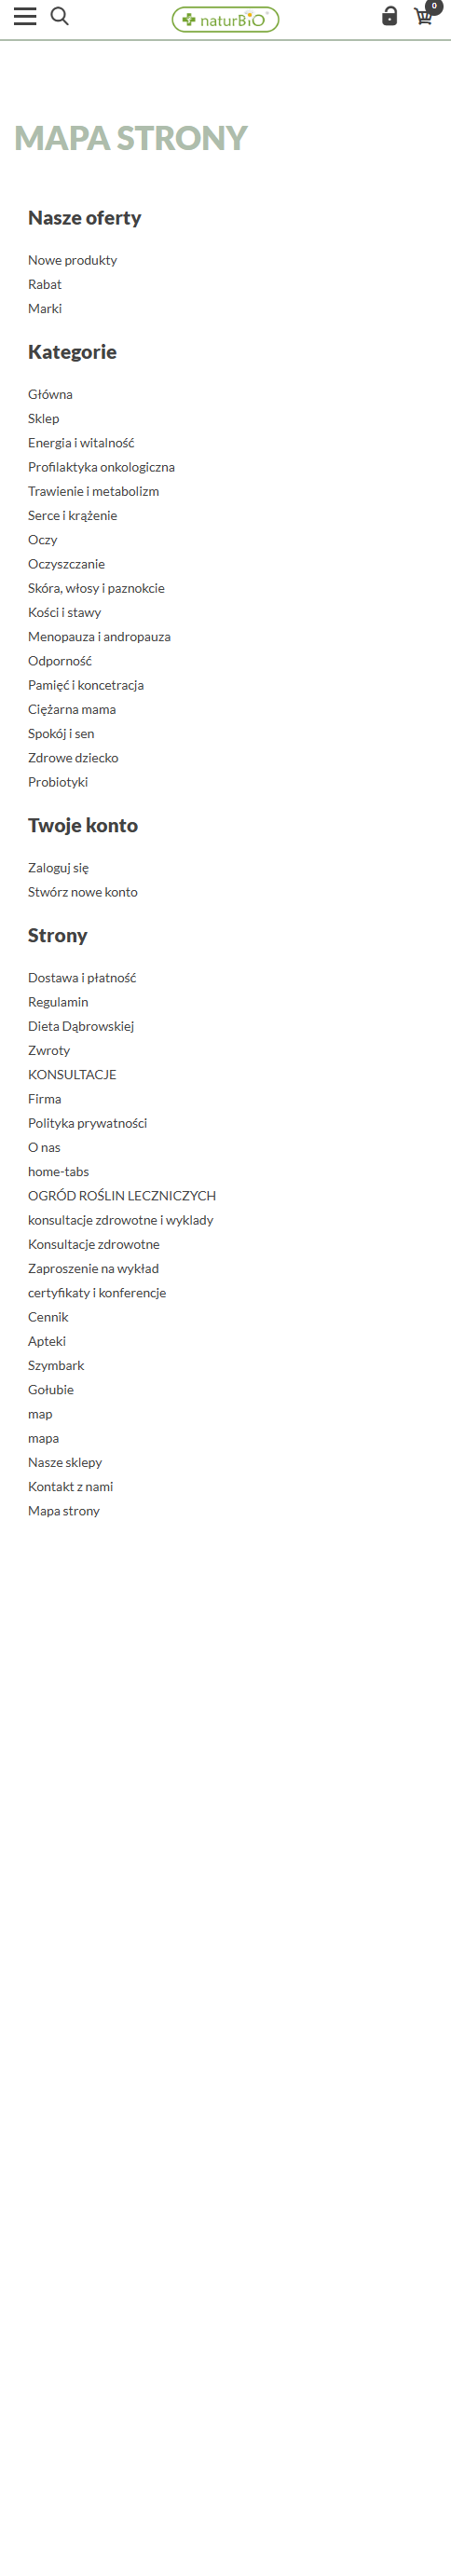 naturBiO
0
MAPA STRONY
Nasze oferty
Nowe produkty
Rabat
Marki
Kategorie
Główna
Sklep
Energia i witalność
Profilaktyka onkologiczna
Trawienie i metabolizm
Serce i krążenie
Oczy
Oczyszczanie
Skóra, włosy i paznokcie
Kości i stawy
Menopauza i andropauza
Odporność
Pamięć i koncetracja
Ciężarna mama
Spokój i sen
Zdrowe dziecko
Probiotyki
Twoje konto
Zaloguj się
Stwórz nowe konto
Strony
Dostawa i płatność
Regulamin
Dieta Dąbrowskiej
Zwroty
KONSULTACJE
Firma
Polityka prywatności
O nas
home-tabs
OGRÓD ROŚLIN LECZNICZYCH
konsultacje zdrowotne i wyklady
Konsultacje zdrowotne
Zaproszenie na wykład
certyfikaty i konferencje
Cennik
Apteki
Szymbark
Gołubie
map
mapa
Nasze sklepy
Kontakt z nami
Mapa strony